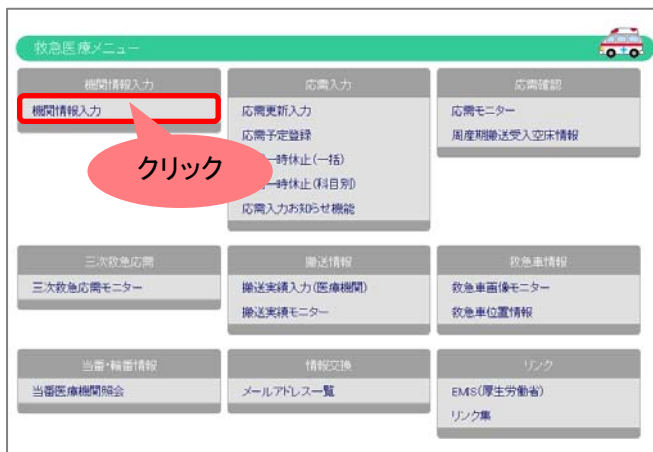 救急医療メニュー
機関情報入力
機関情報入力
クリック
応需入力
応需更新入力
応需予定登録
一時休止(一括)
一時休止(科目別)
応需入力お知らせ機能
応需確認
応需モニター
周産期搬送受入空床情報
三次救急応需
三次救急応需モニター
搬送情報
搬送実績入力(医療機関)
搬送実績モニター
救急車情報
救急車画像モニター
救急車位置情報
当番・輪番情報
当番医療機関照会
情報交換
メールアドレス一覧
リンク
EMIS(厚生労働省)
リンク集